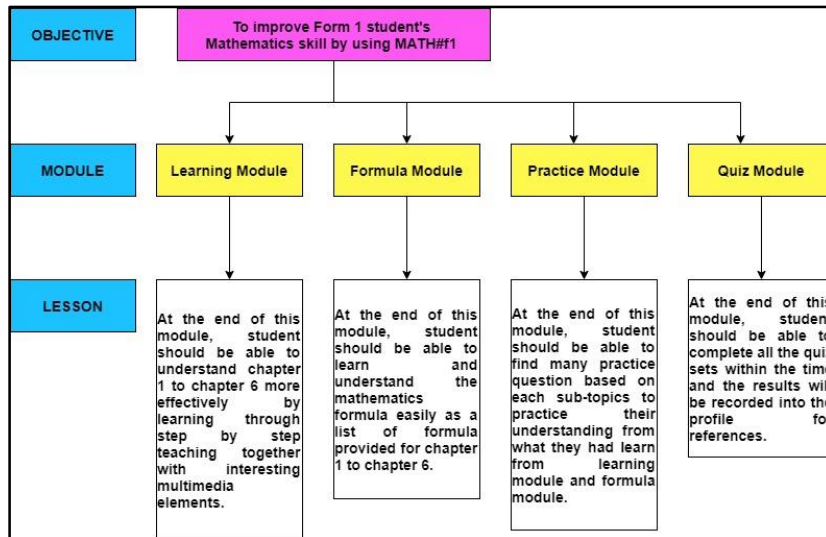 OBJECTIVE
To improve Form 1 student's
Mathematics skill by using MATH#f1
MODULE
Learning Module
Formula Module
Practice Module
Quiz Module
LESSON
At the end of this
module, student
should be able to
understand chapter
1 to chapter 6 more
effectively by
learning through
step by step
teaching together
with interesting
multimedia
elements.
At the end of this
module, student
should be able to
learn and
understand the
mathematics
formula easily as a
list of formula
provided for chapter
1 to chapter 6.
At the end of this
module, student
should be able to
find many practice
question based on
each sub-topics to
practice their
understanding from
what they had learn
from learning
module and formula
module.
At the end of this
module, student
should be able to
complete all the quiz
sets within the time
and the results will
be recorded into the
profile for
references.